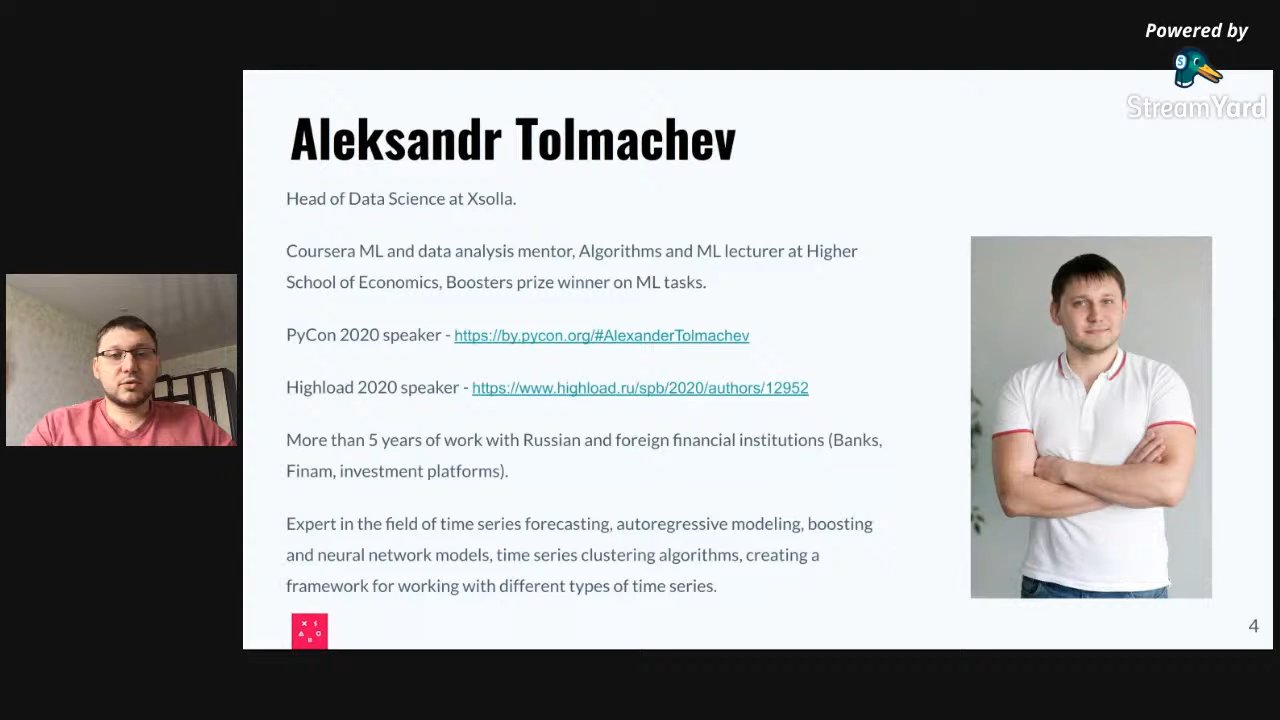 Powered by
StreamYard
Aleksandr Tolmachev
Head of Data Science at Xsolla.
Coursera ML and data analysis mentor, Algorithms and ML lecturer at Higher
School of Economics, Boosters prize winner on ML tasks.
PyCon 2020 speaker - https://by.pycon.org/#AlexanderTolmachev
Highload 2020 speaker - https://www.highload.ru/spb/2020/authors/12952
More than 5 years of work with Russian and foreign financial institutions (Banks,
Finam, investment platforms).
Expert in the field of time series forecasting, autoregressive modeling, boosting
and neural network models, time series clustering algorithms, creating a
framework for working with different types of time series.
4